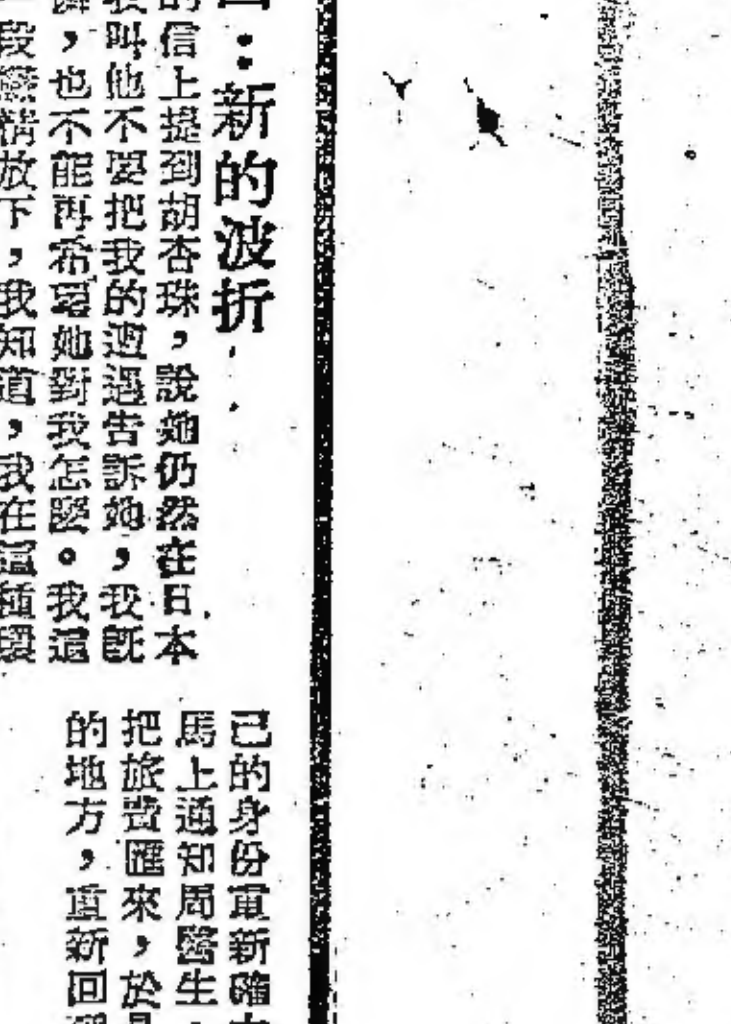 ：新的波折
的信上提到胡杏珠，說她仍然在日本
我叫他不要把我的遭遇告訴她，我既
，也不能再希望她對我怎麼。我這
段戀情放下，我知道，我在這種環
己的身份重新確
馬上通知周醫生，
把旅費匯來，於是
的地方，重新回